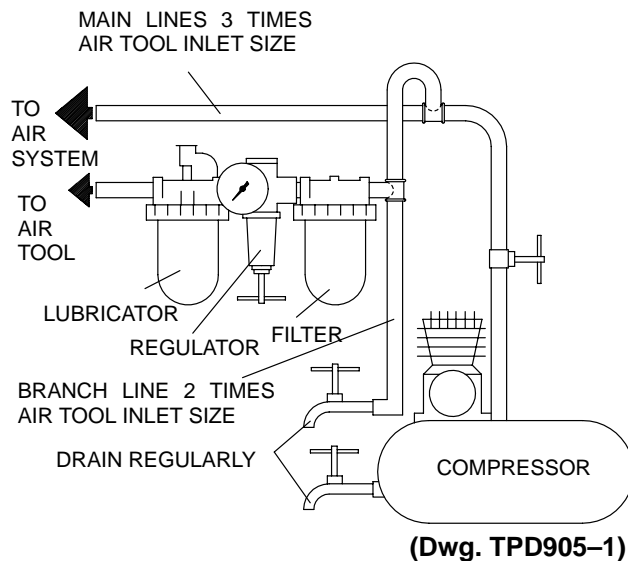 MAIN LINES 3 TIMES
AIR TOOL INLET SIZE
TO
AIR
SYSTEM
TO
AIR
TOOL
LUBRICATOR
REGULATOR
FILTER
BRANCH LINE 2 TIMES
AIR TOOL INLET SIZE
DRAIN REGULARLY
COMPRESSOR
(Dwg. TPD905–1)